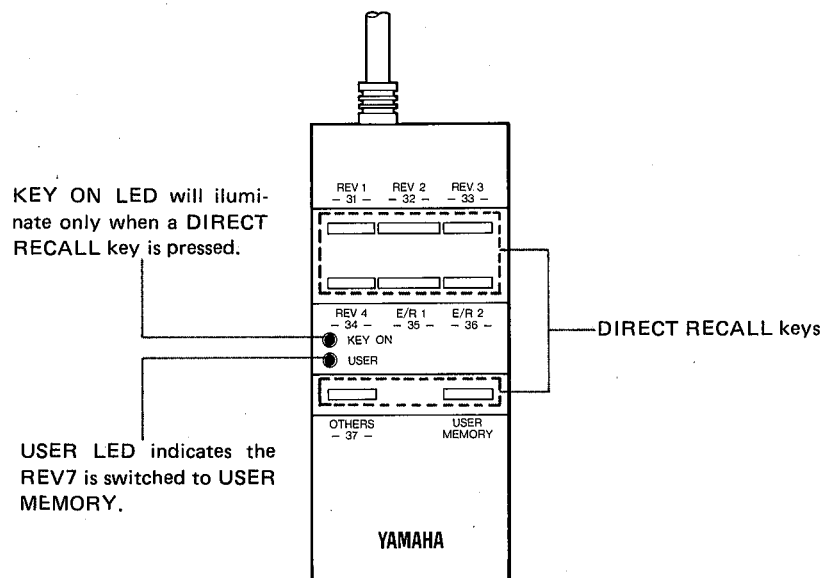 REV 1 REV 2 REV 3
– 31 – – 32 – – 33 –
KEY ON LED will ilumi-
nate only when a DIRECT
RECALL key is pressed.
REV 4 E/R 1 E/R 2
– 34 – – 35 – – 36 –
KEY ON
USER
DIRECT RECALL keys
OTHERS USER
– 37 – MEMORY
USER LED indicates the
REV7 is switched to USER
MEMORY.
YAMAHA